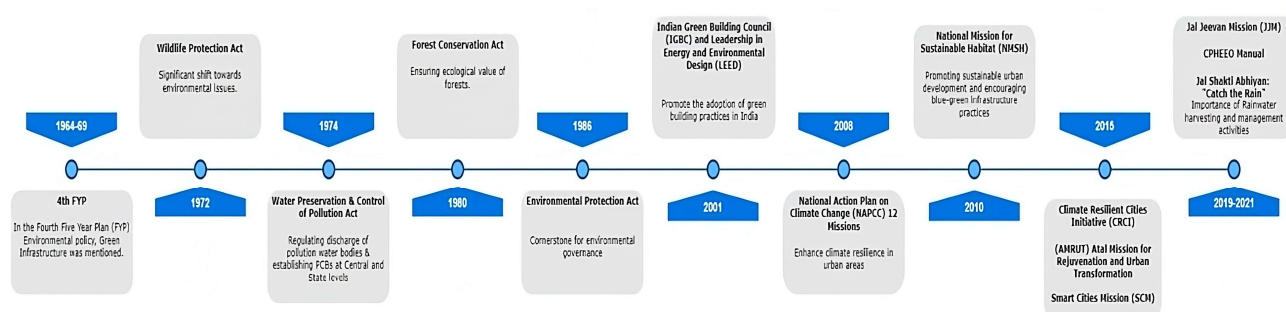 1964-69
4th FYP
In the Fourth Five Year Plan (FYP)
Environmental policy, Green
Infrastructure was mentioned.
Wildlife Protection Act
Significant shift towards
environmental issues.
1972
1974
Water Preservation & Control
of Pollution Act
Regulating discharge of
pollution water bodies &
establishing PCBs at Central and
State levels
Forest Conservation Act
Ensuring ecological value of
forests.
1980
1986
Environmental Protection Act
Cornerstone for environmental
governance
Indian Green Building Council
(IGBC) and Leadership in
Energy and Environmental
Design (LEED)
Promote the adoption of green
building practices in India
2001
2008
National Action Plan on
Climate Change (NAPCC) 12
Missions
Enhance climate resilience in
urban areas
National Mission for
Sustainable Habitat (NMSH)
Promoting sustainable urban
development and encouraging
blue-green infrastructure
practices
2010
2015
Climate Resilient Cities
Initiative (CRCI)
(AMRUT) Atal Mission for
Rejuvenation and Urban
Transformation
Smart Cities Mission (SCM)
Jal Jeevan Mission (JJM)
CPHEEO Manual
Jal Shakti Abhiyan:
"Catch the Rain"
Importance of Rainwater
harvesting and management
activities
2019-2021